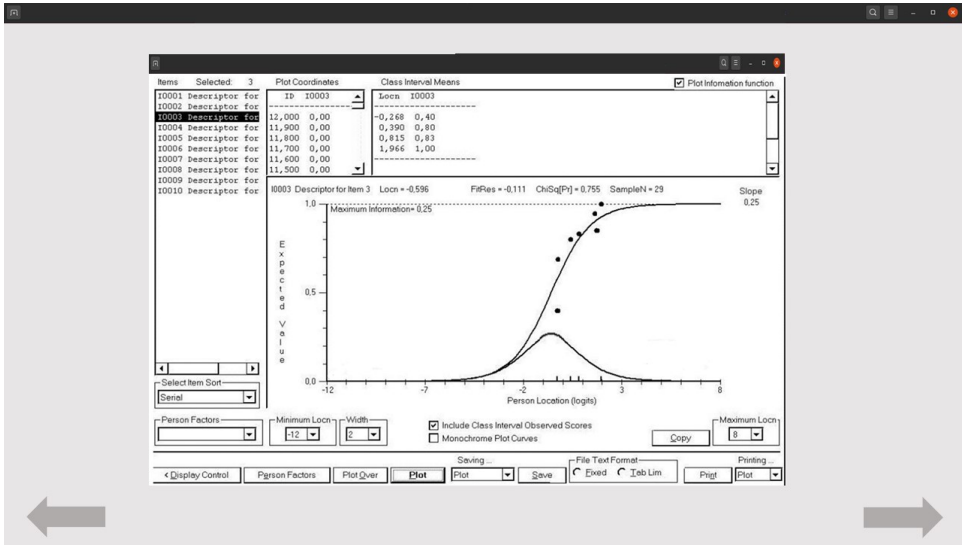 Items Selected: 3 Plot Coordinates Class Interval Means Plot Infomation function
I0001 Descriptor for
I0002 Descriptor for
I0003 Descriptor for
I0004 Descriptor for
I0005 Descriptor for
I0006 Descriptor for
I0007 Descriptor for
I0008 Descriptor for
I0009 Descriptor for
I0010 Descriptor for
ID I0003
12,000 0,00
11,900 0,00
11,800 0,00
11,700 0,00
11,600 0,00
11,500 0,00
Locn I0003
-0,268 0,40
0,390 0,80
0,815 0,83
1,966 1,00
I0003 Descriptor for Item 3 Locn = -0,596 FitRes = -0,111 ChiSq[Pr] = 0,755 SampleN = 29
Slope
0,25
Maximum Information= 0,25
1,0
0,5
0,0
Expected Value
-12 -7 -2 3 8
Person Location (logits)
Select Item Sort
Serial
Person Factors
Minimum Locn
-12
Width
2
Include Class Interval Observed Scores
Monochrome Plot Curves
Copy
Maximum Locn
8
< Display Control
Person Factors
Plot Over
Plot
Saving ...
Plot
Save
File Text Format
Fixed Tab Lim
Print
Printing ...
Plot